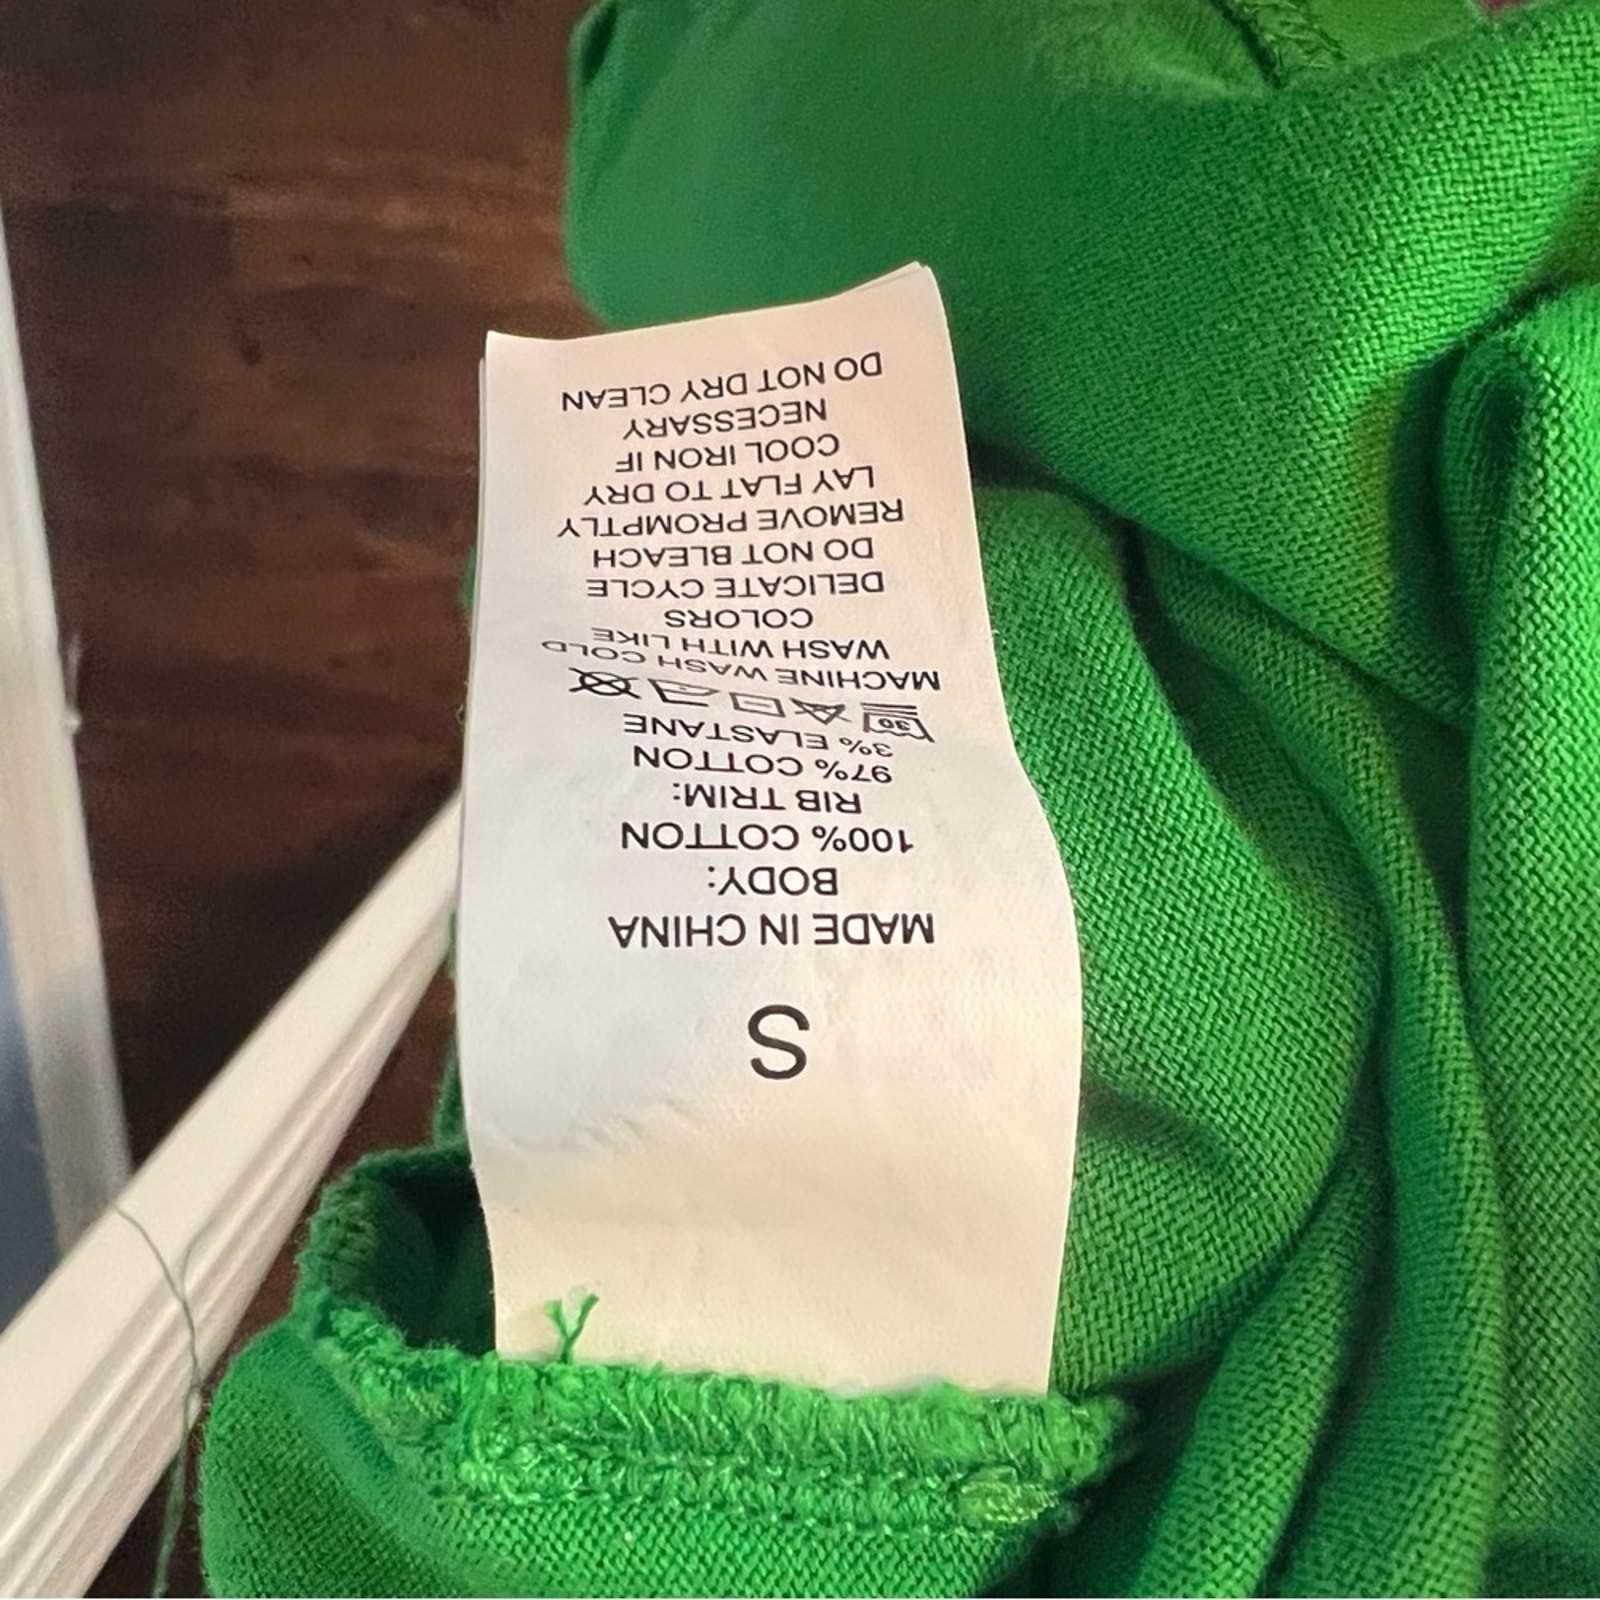 S
MADE IN CHINA
BODY:
100% COTTON
RIB TRIM:
97% COTTON
3% ELASTANE
30
MACHINE WASH COLD
WASH WITH LIKE
COLORS
DELICATE CYCLE
DO NOT BLEACH
REMOVE PROMPTLY
LAY FLAT TO DRY
COOL IRON IF
NECESSARY
DO NOT DRY CLEAN